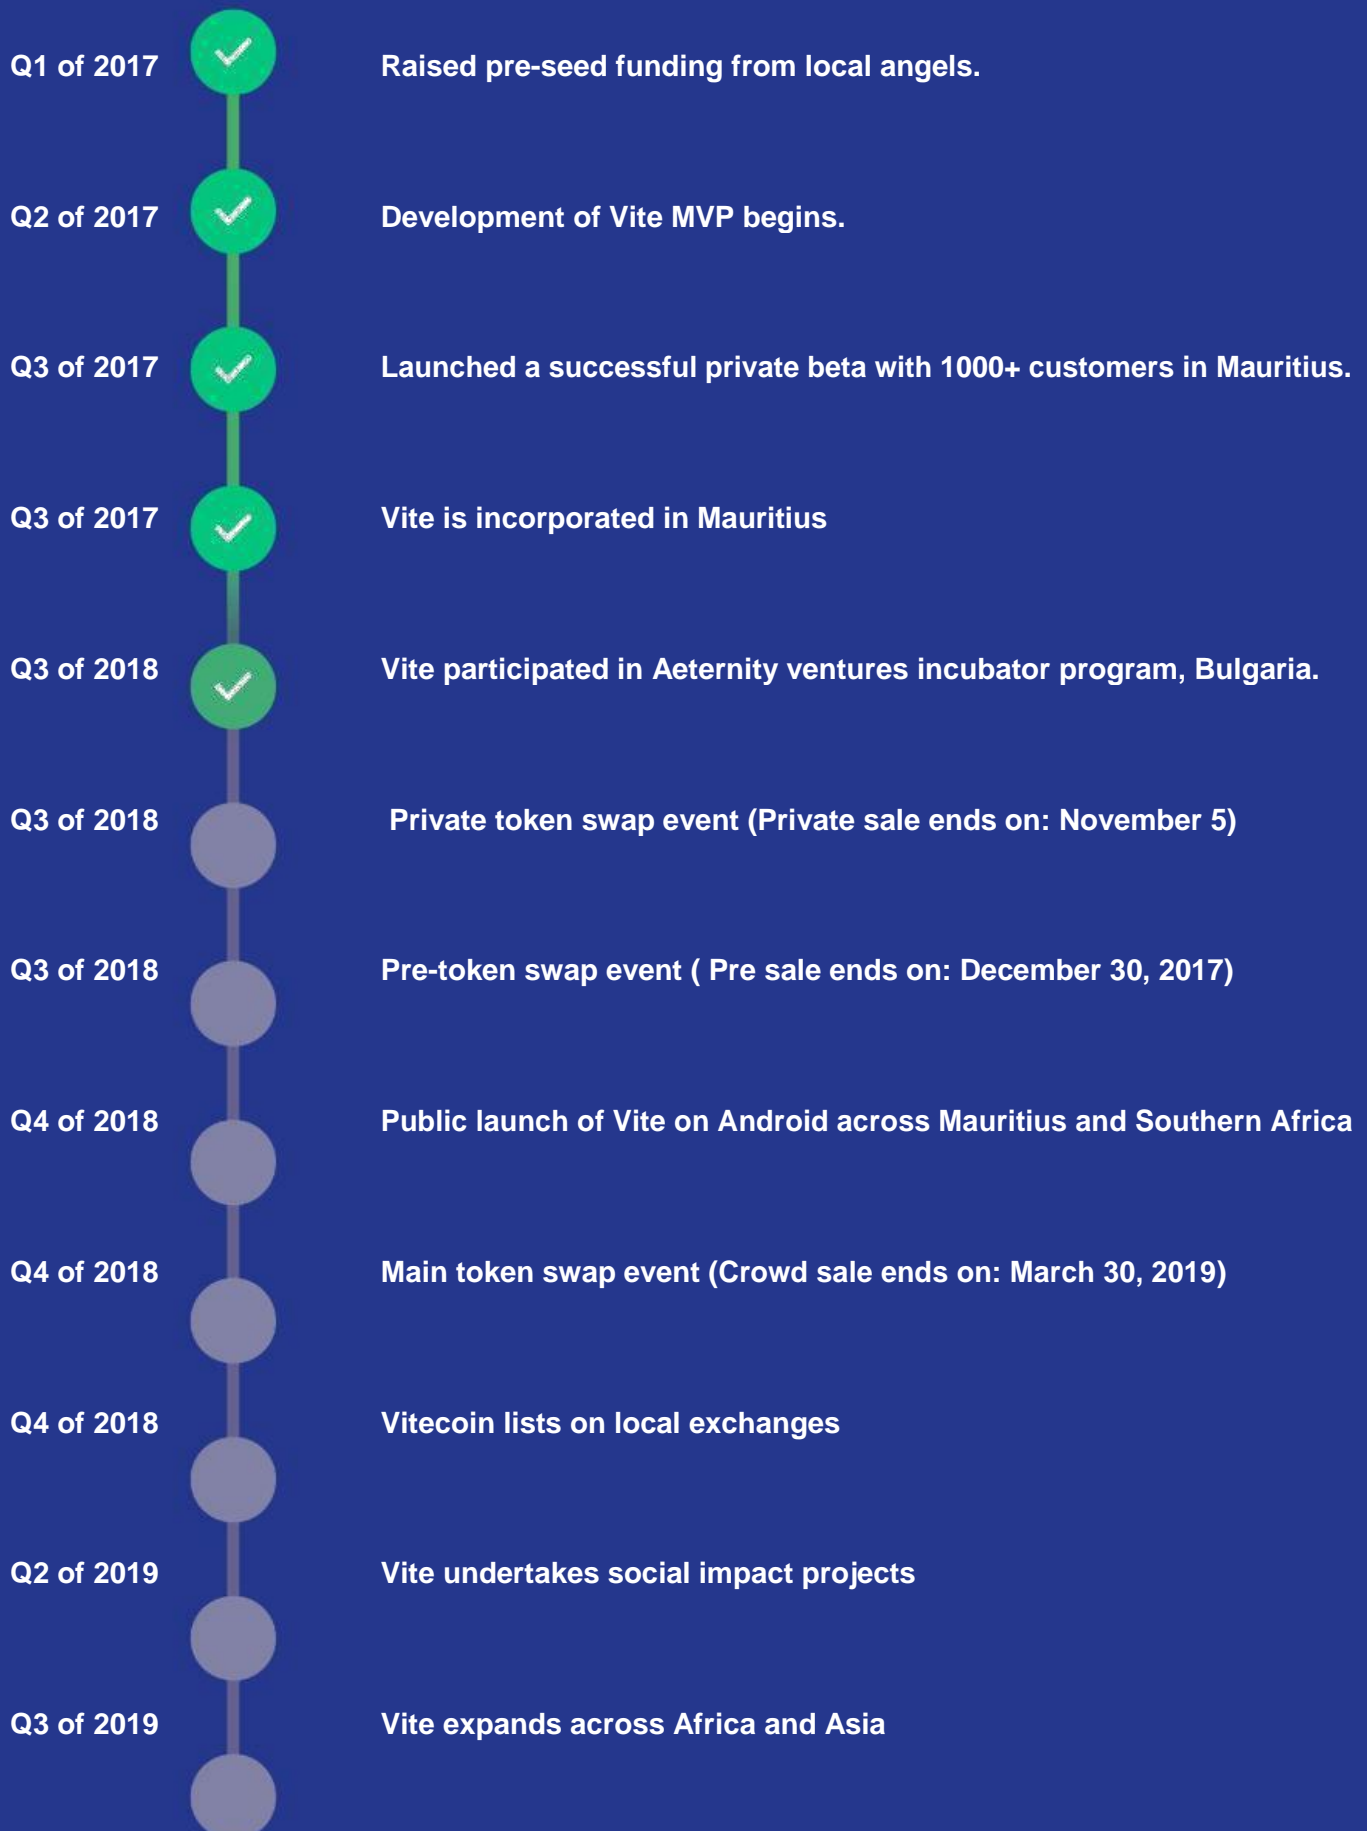 Q1 of 2017 Raised pre-seed funding from local angels.
Q2 of 2017 Development of Vite MVP begins.
Q3 of 2017 Launched a successful private beta with 1000+ customers in Mauritius.
Q3 of 2017 Vite is incorporated in Mauritius
Q3 of 2018 Vite participated in Aeternity ventures incubator program, Bulgaria.
Q3 of 2018 Private token swap event (Private sale ends on: November 5)
Q3 of 2018 Pre-token swap event ( Pre sale ends on: December 30, 2017)
Q4 of 2018 Public launch of Vite on Android across Mauritius and Southern Africa
Q4 of 2018 Main token swap event (Crowd sale ends on: March 30, 2019)
Q4 of 2018 Vitecoin lists on local exchanges
Q2 of 2019 Vite undertakes social impact projects
Q3 of 2019 Vite expands across Africa and Asia